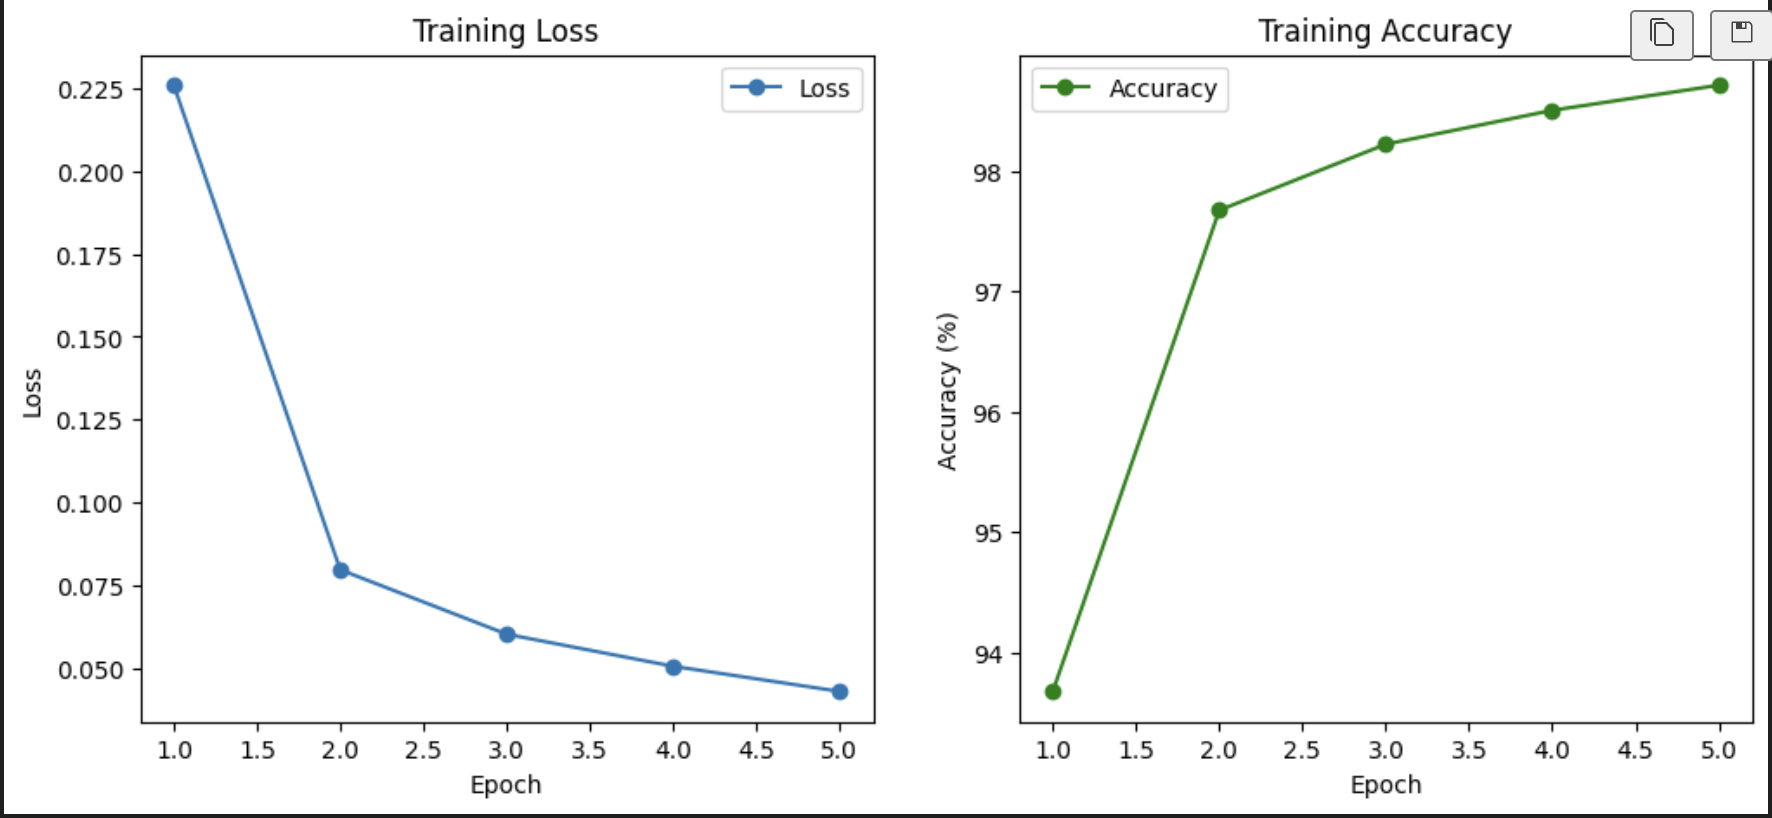 Training Loss
Loss
0.225
0.200
0.175
0.150
0.125
0.100
0.075
0.050
Loss
1.0 1.5 2.0 2.5 3.0 3.5 4.0 4.5 5.0
Epoch
Training Accuracy
Accuracy
98
97
96
95
94
Accuracy (%)
1.0 1.5 2.0 2.5 3.0 3.5 4.0 4.5 5.0
Epoch